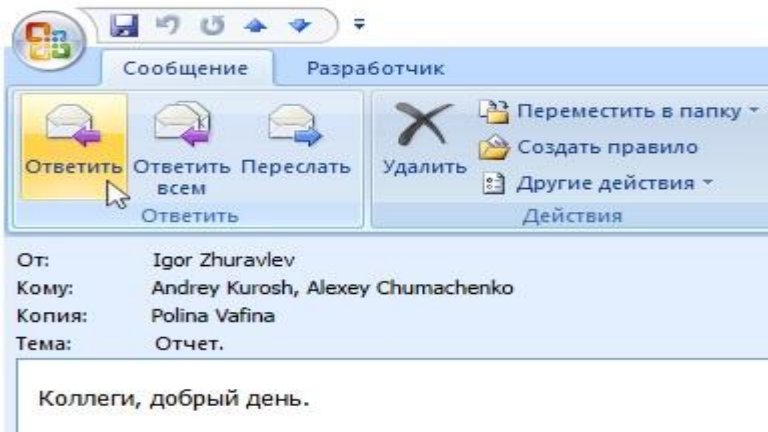 Сообщение Разработчик
Ответить Ответить всем Переслать
Ответить
Удалить
Переместить в папку
Создать правило
Другие действия
Действия
От: Igor Zhuravlev
Кому: Andrey Kurosh, Alexey Chumachenko
Копия: Polina Vafina
Тема: Отчет.
Коллеги, добрый день.